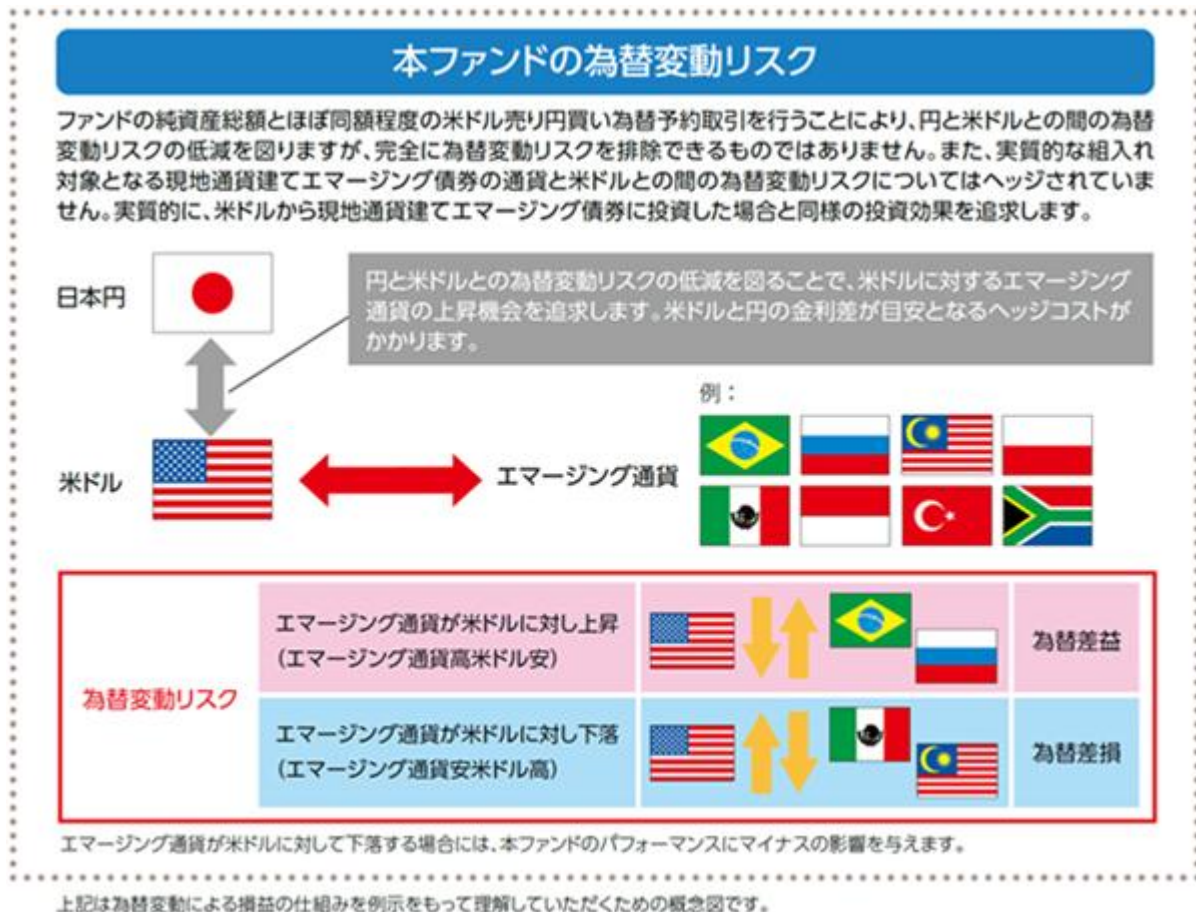 本ファンドの為替変動リスク
ファンドの純資産総額とほぼ同額程度の米ドル売り円買い為替予約取引を行うことにより、円と米ドルとの間の為替
変動リスクの低減を図りますが、完全に為替変動リスクを排除できるものではありません。また、実質的な組入れ
対象となる現地通貨建てエマージング債券の通貨と米ドルとの間の為替変動リスクについてはヘッジされていま
せん。実質的に、米ドルから現地通貨建てエマージング債券に投資した場合と同様の投資効果を追求します。
日本円
円と米ドルとの為替変動リスクの低減を図ることで、米ドルに対するエマージング
通貨の上昇機会を追求します。米ドルと円の金利差が目安となるヘッジコストが
かかります。
例：
米ドル
エマージング通貨
為替変動リスク
エマージング通貨が米ドルに対し上昇
（エマージング通貨高米ドル安）
為替差益
エマージング通貨が米ドルに対し下落
（エマージング通貨安米ドル高）
為替差損
エマージング通貨が米ドルに対して下落する場合には、本ファンドのパフォーマンスにマイナスの影響を与えます。
上記は為替変動による損益の仕組みを例示をもって理解していただくための概念図です。